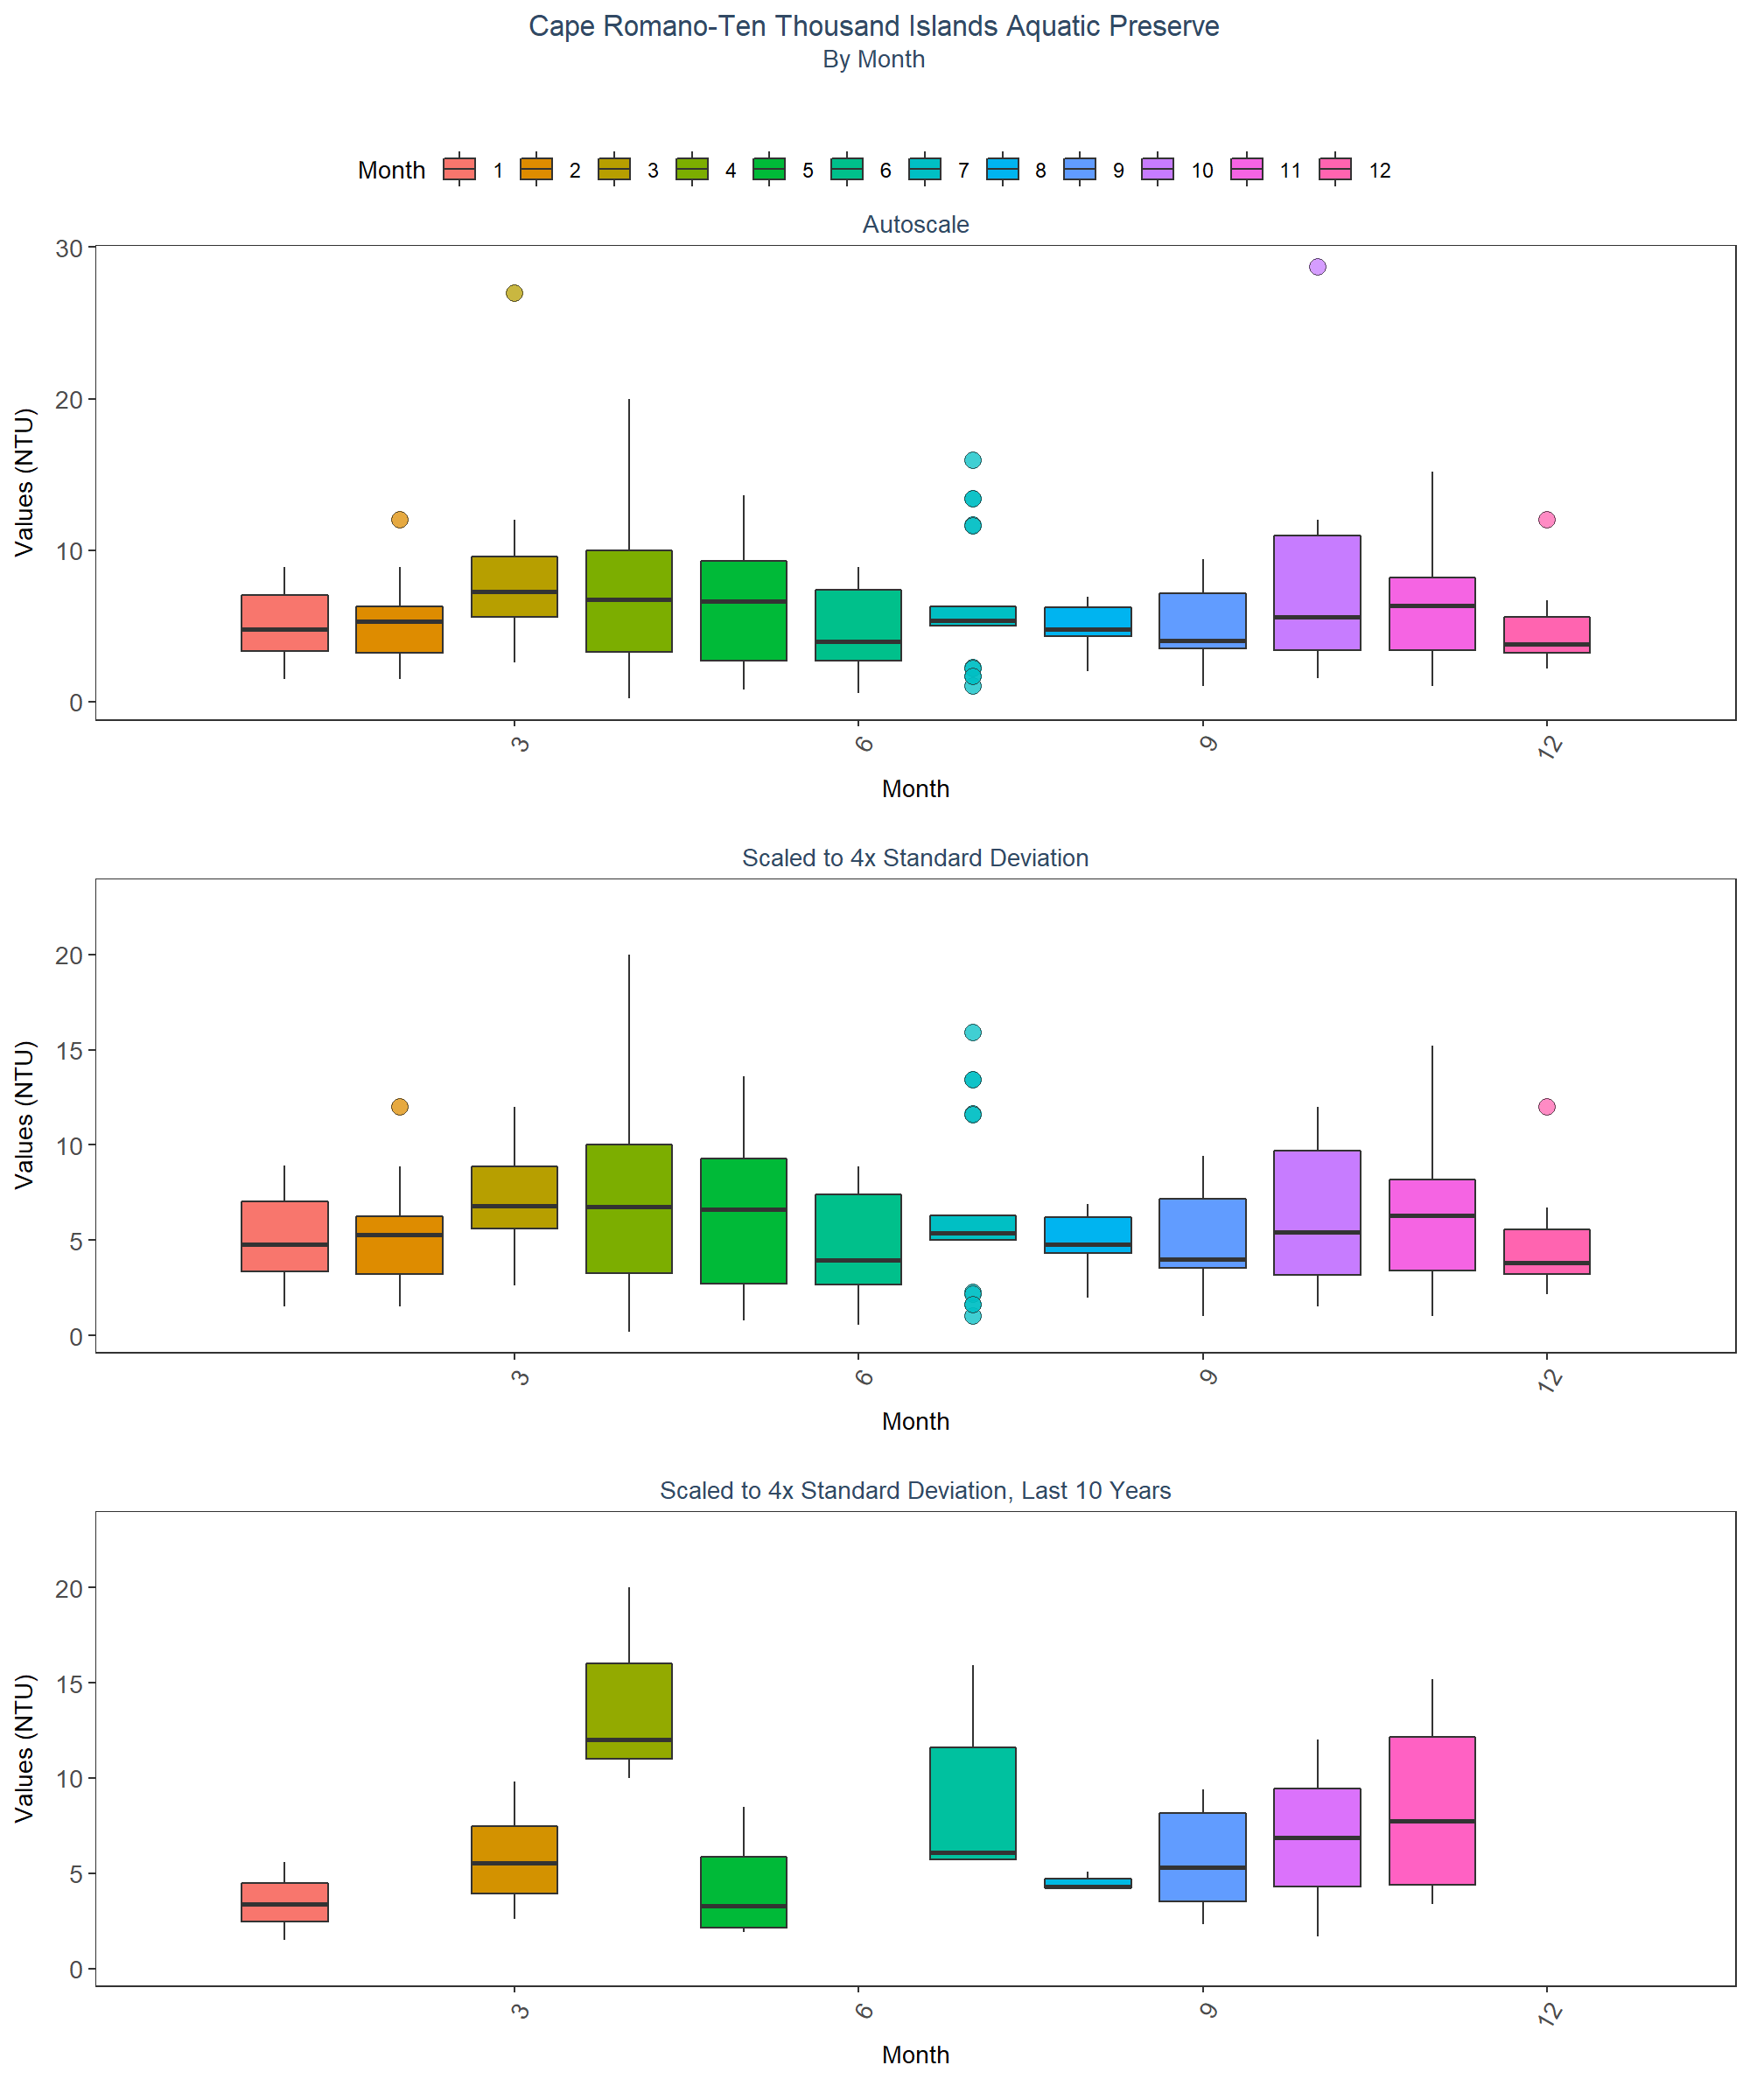 Cape Romano-Ten Thousand Islands Aquatic Preserve
By Month
Month 1 2 3 4 5 6 7 8 9 10 11 12
Autoscale
Values (NTU)
30
20
10
0
3 6 9 12
Month
Scaled to 4x Standard Deviation
Values (NTU)
20
15
10
5
0
3 6 9 12
Month
Scaled to 4x Standard Deviation, Last 10 Years
Values (NTU)
20
15
10
5
0
3 6 9 12
Month